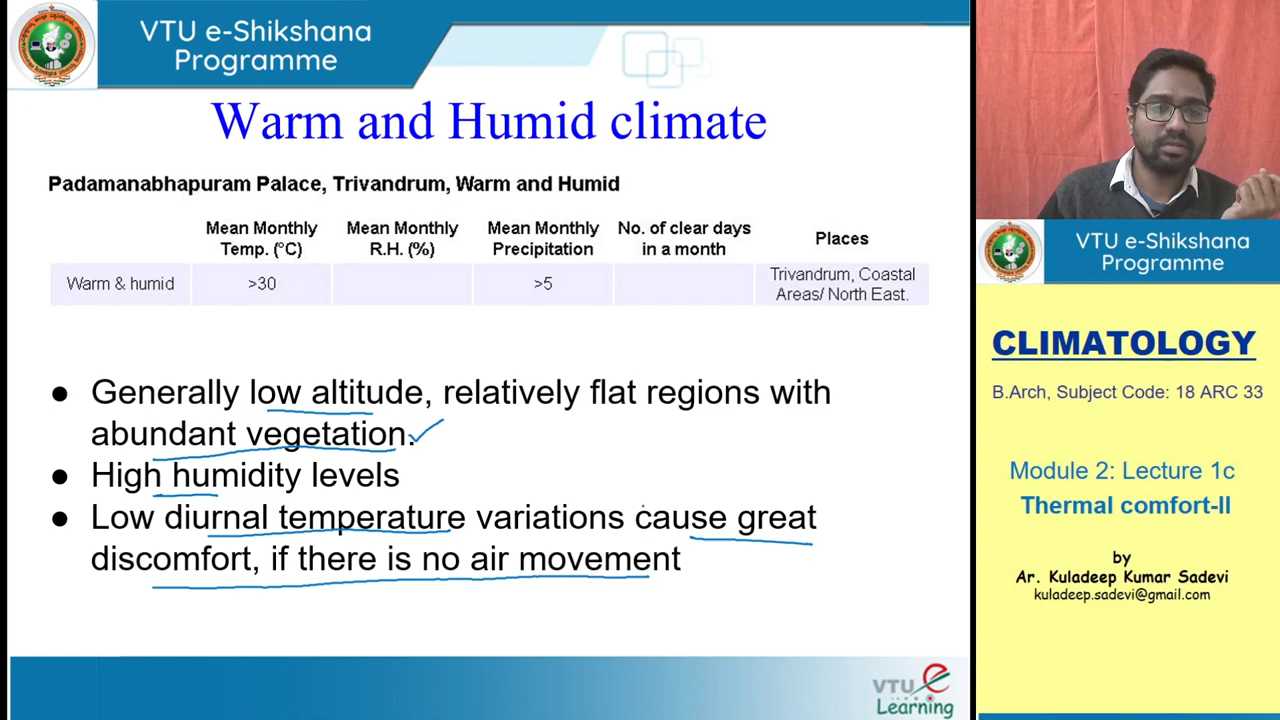 VTU e-Shikshana
Programme
Warm and Humid climate
Padamanabhapuram Palace, Trivandrum, Warm and Humid
Mean Monthly Temp. (°C)
Mean Monthly R.H. (%)
Mean Monthly Precipitation
No. of clear days in a month
Places
Warm & humid >30 >5 Trivandrum, Coastal Areas/ North East.
● Generally low altitude, relatively flat regions with
abundant vegetation.
● High humidity levels
● Low diurnal temperature variations cause great
discomfort, if there is no air movement
VTU e
Learning
VTU e-Shikshana
Programme
CLIMATOLOGY
B.Arch, Subject Code: 18 ARC 33
Module 2: Lecture 1c
Thermal comfort-II
by
Ar. Kuladeep Kumar Sadevi
kuladeep.sadevi@gmail.com